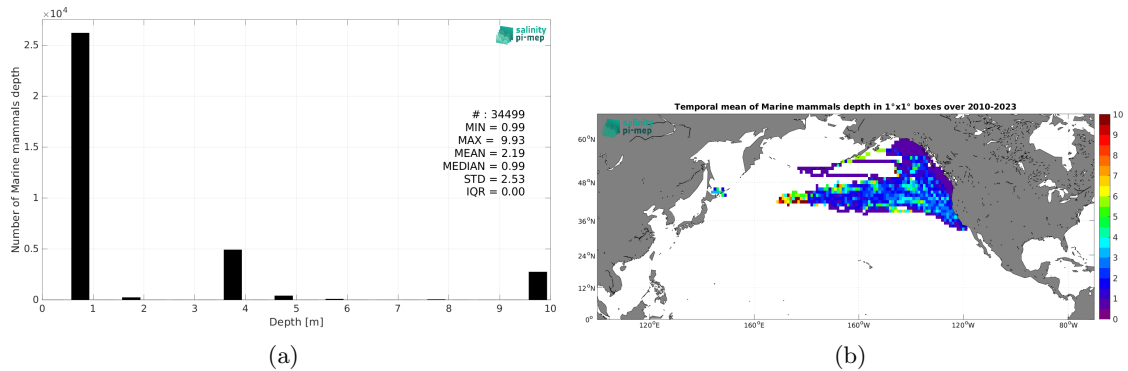 ×10⁴
Number of Marine mammals depth
2.5
2
1.5
1
0.5
0
salinity
pi-mep
# : 34499
MIN = 0.99
MAX = 9.93
MEAN = 2.19
MEDIAN = 0.99
STD = 2.53
IQR = 0.00
0 1 2 3 4 5 6 7 8 9 10
Depth [m]
(a)
Temporal mean of Marine mammals depth in 1°x1° boxes over 2010-2023
salinity
pi-mep
60°N
48°N
36°N
24°N
12°N
0°
120°E 160°E 160°W 120°W 80°W
10
9
8
7
6
5
4
3
2
1
0
(b)